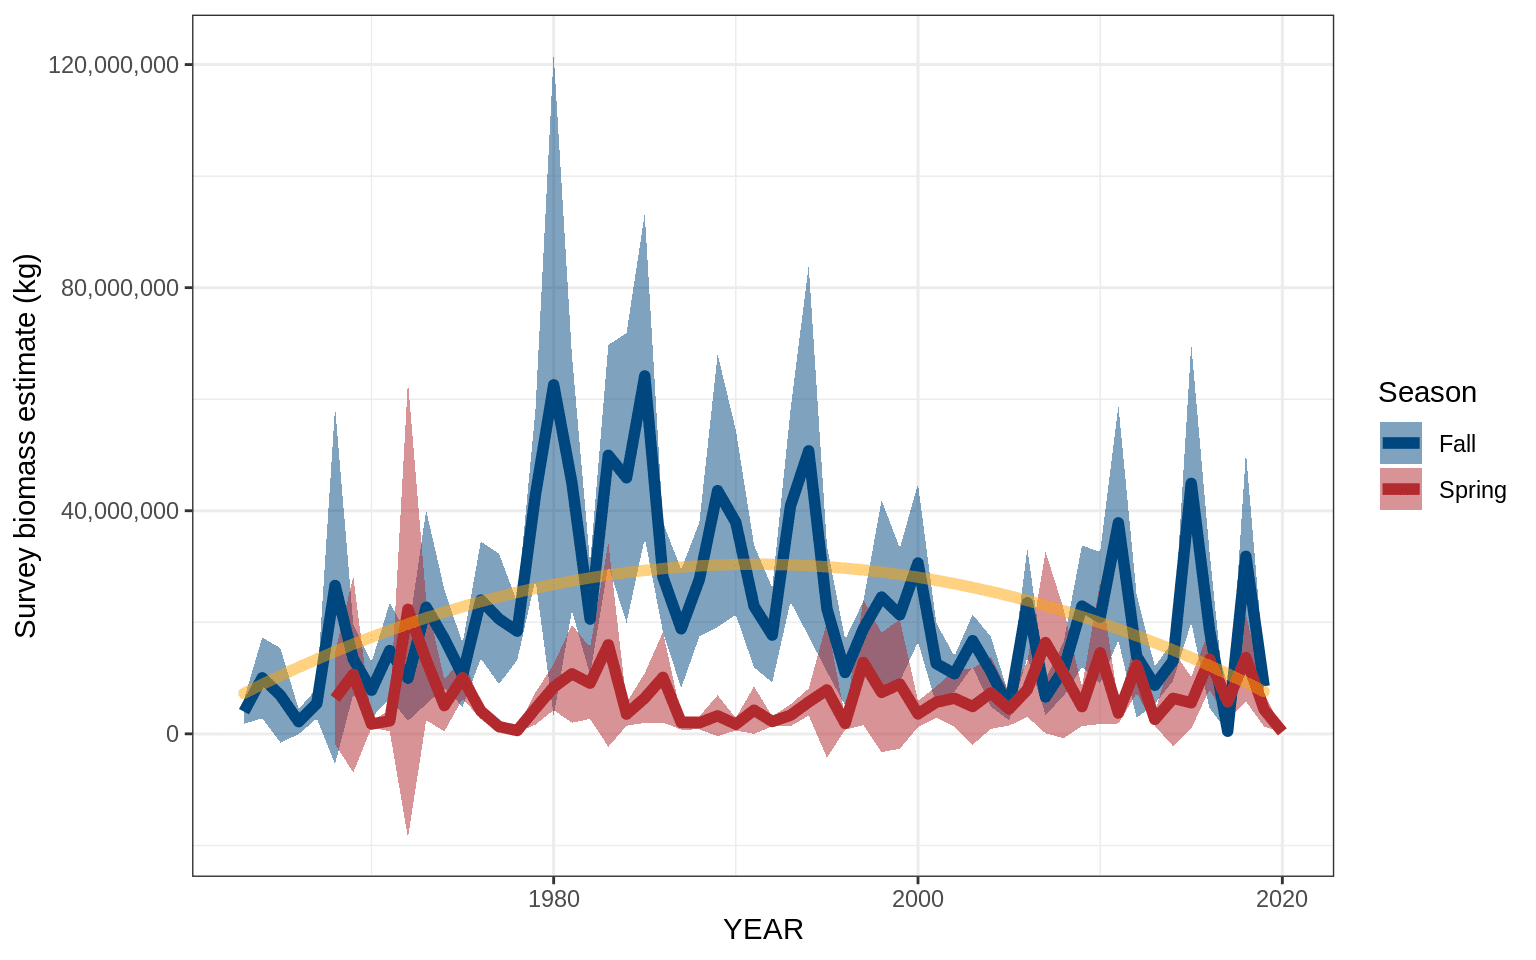 Survey biomass estimate (kg)
120,000,000
80,000,000
40,000,000
0
1980
2000
2020
YEAR
Season
Fall
Spring